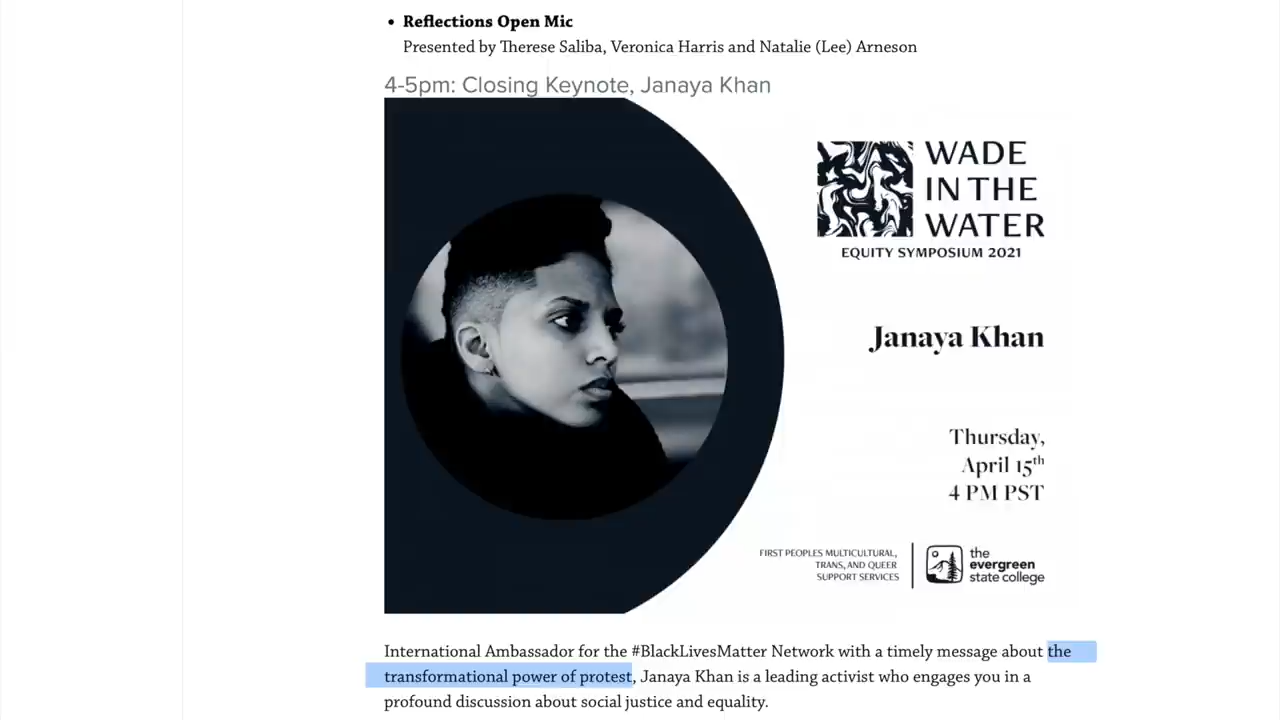 • Reflections Open Mic
Presented by Therese Saliba, Veronica Harris and Natalie (Lee) Arneson
4-5pm: Closing Keynote, Janaya Khan
WADE
IN THE
WATER
EQUITY SYMPOSIUM 2021
Janaya Khan
Thursday,
April 15th
4 PM PST
FIRST PEOPLES MULTICULTURAL,
TRANS, AND QUEER
SUPPORT SERVICES
the
evergreen
state college
International Ambassador for the #BlackLivesMatter Network with a timely message about the
transformational power of protest, Janaya Khan is a leading activist who engages you in a
profound discussion about social justice and equality.